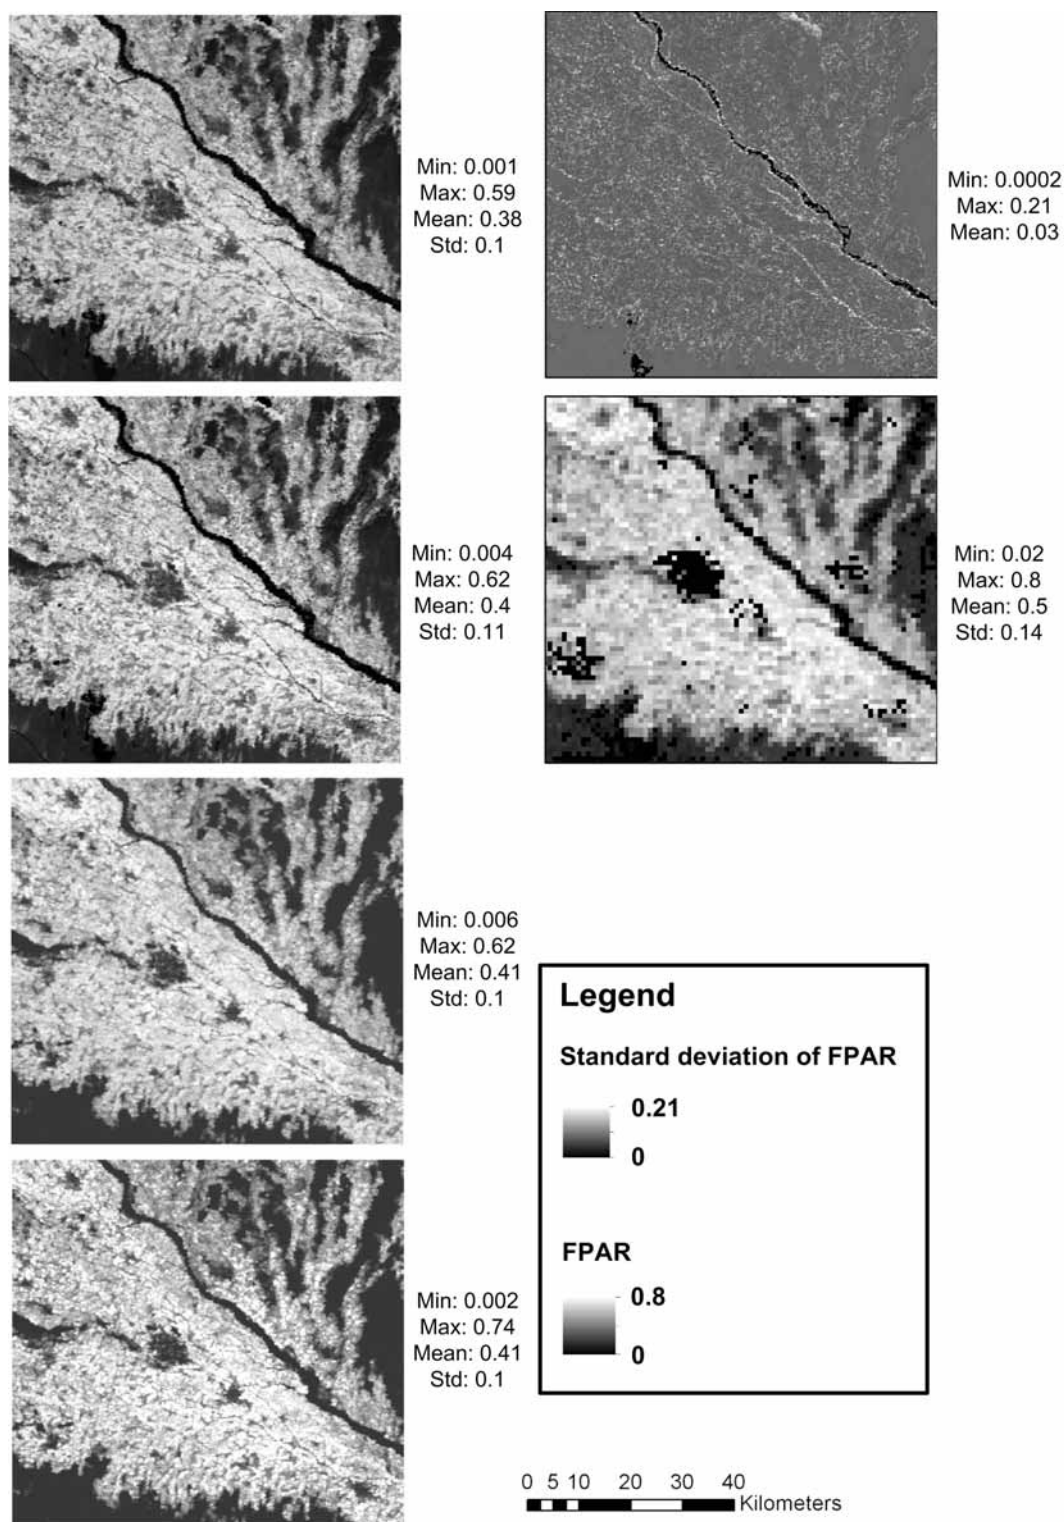 Min: 0.001
Max: 0.59
Mean: 0.38
Std: 0.1
Min: 0.0002
Max: 0.21
Mean: 0.03
Min: 0.004
Max: 0.62
Mean: 0.4
Std: 0.11
Min: 0.02
Max: 0.8
Mean: 0.5
Std: 0.14
Min: 0.006
Max: 0.62
Mean: 0.41
Std: 0.1
Min: 0.002
Max: 0.74
Mean: 0.41
Std: 0.1
Legend
Standard deviation of FPAR
0.21
0
FPAR
0.8
0
0 5 10 20 30 40
Kilometers